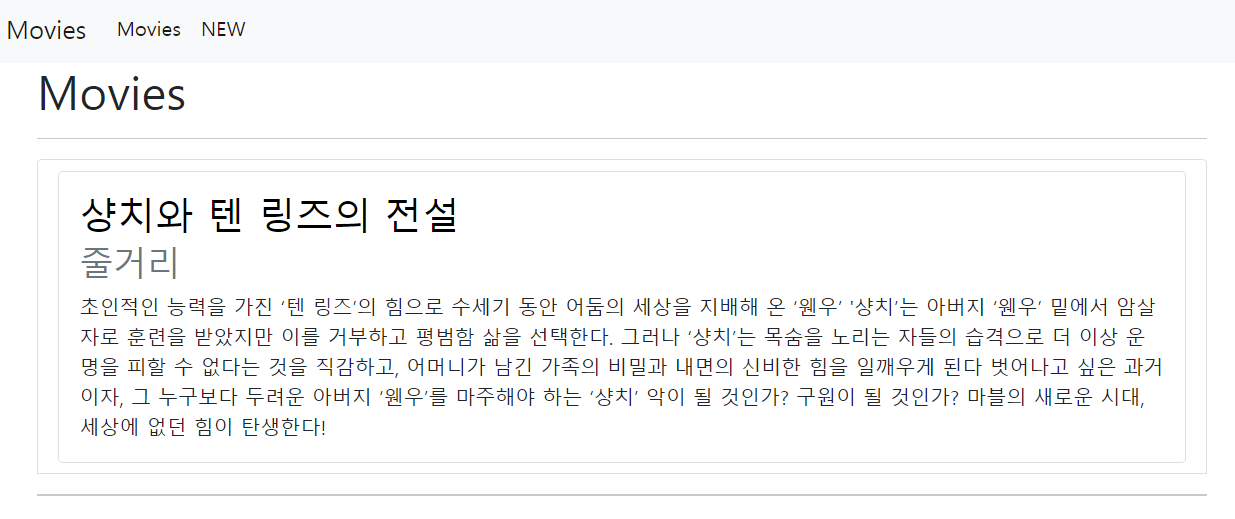 Movies Movies NEW
Movies
샹치와 텐 링즈의 전설
줄거리
초인적인 능력을 가진 ‘텐 링즈’의 힘으로 수세기 동안 어둠의 세상을 지배해 온 ‘웬우’ '샹치’는 아버지 ‘웬우’ 밑에서 암살
자로 훈련을 받았지만 이를 거부하고 평범함 삶을 선택한다. 그러나 ‘샹치’는 목숨을 노리는 자들의 습격으로 더 이상 운
명을 피할 수 없다는 것을 직감하고, 어머니가 남긴 가족의 비밀과 내면의 신비한 힘을 일깨우게 된다 벗어나고 싶은 과거
이자, 그 누구보다 두려운 아버지 ‘웬우’를 마주해야 하는 ‘샹치’ 악이 될 것인가? 구원이 될 것인가? 마블의 새로운 시대,
세상에 없던 힘이 탄생한다!